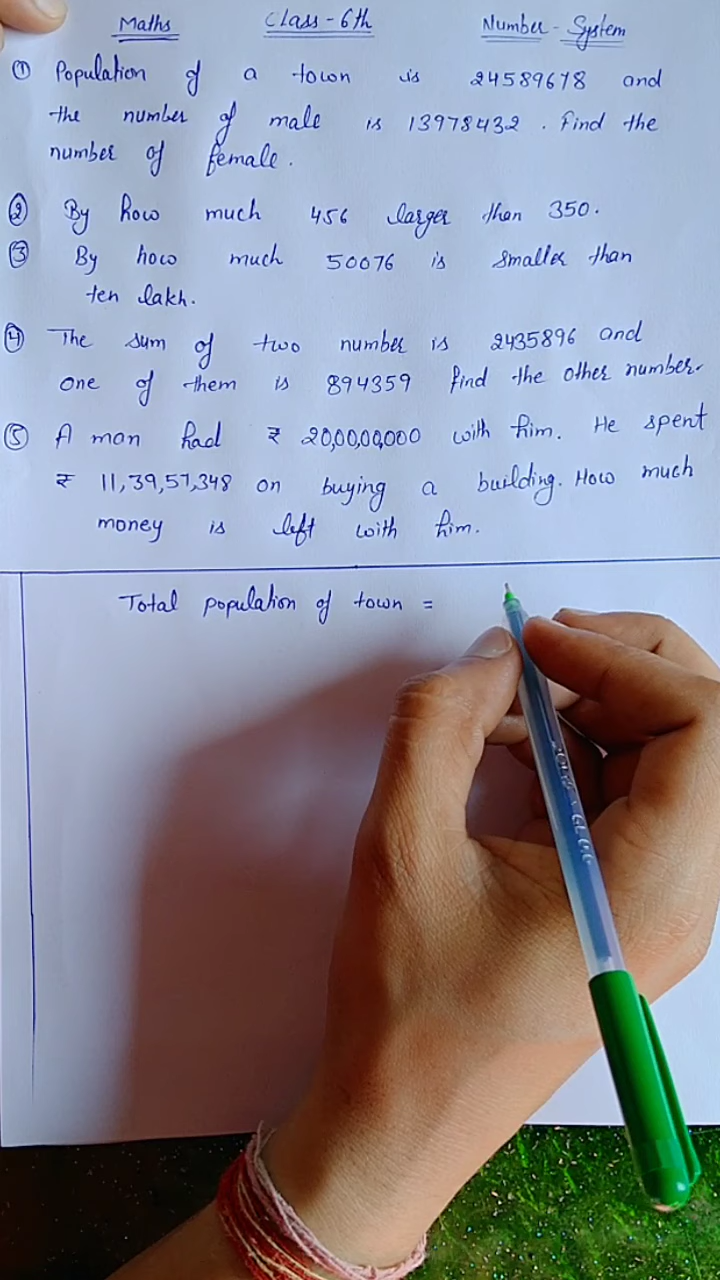 Maths Class-6th Number-System
① Population of a town is 24589678 and
the number of male is 13978432. Find the
number of female.
② By how much 456 larger than 350.
③ By how much 50076 is smaller than
ten lakh.
④ The sum of two number is 2435896 and
one of them is 894359 find the other number.
⑤ A man had ₹ 20,00,00,000 with him. He spent
₹ 11,39,57,348 on buying a building. How much
money is left with him.
Total population of town =